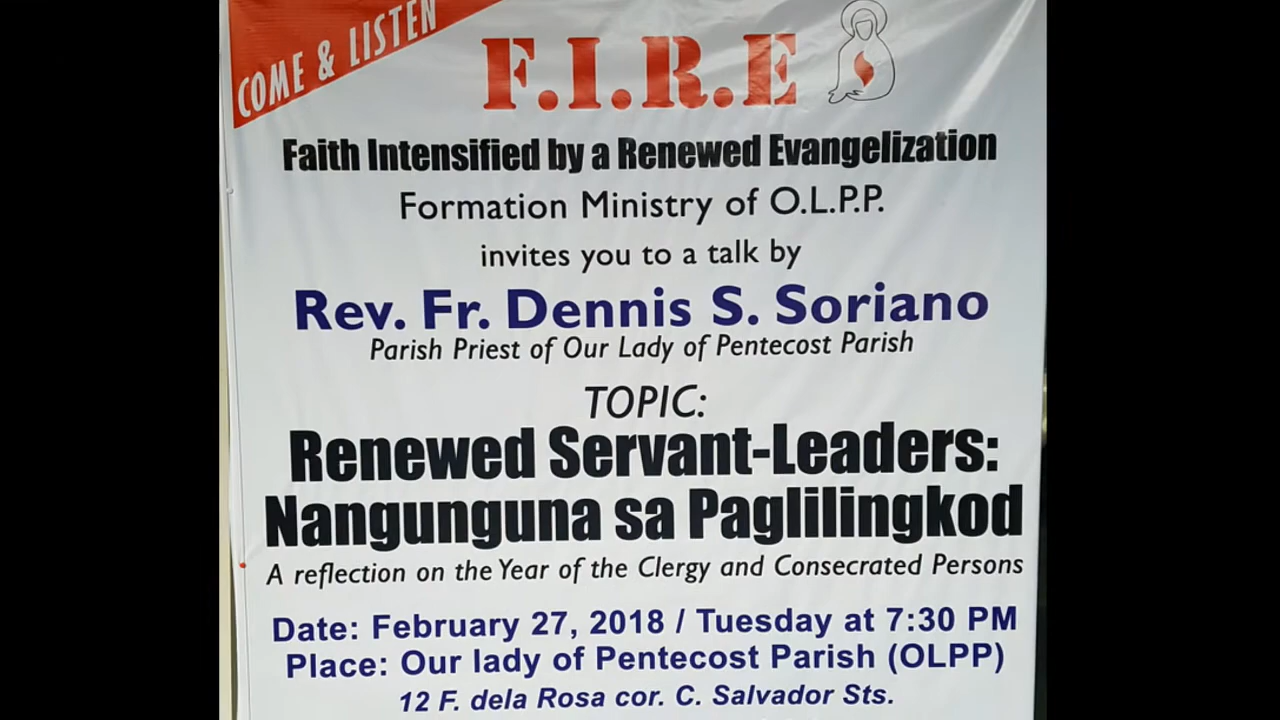 COME & LISTEN
F.I.R.E
Faith Intensified by a Renewed Evangelization
Formation Ministry of O.L.P.P.
invites you to a talk by
Rev. Fr. Dennis S. Soriano
Parish Priest of Our Lady of Pentecost Parish
TOPIC:
Renewed Servant-Leaders:
Nangunguna sa Paglilingkod
A reflection on the Year of the Clergy and Consecrated Persons
Date: February 27, 2018 / Tuesday at 7:30 PM
Place: Our lady of Pentecost Parish (OLPP)
12 F. dela Rosa cor. C. Salvador Sts.